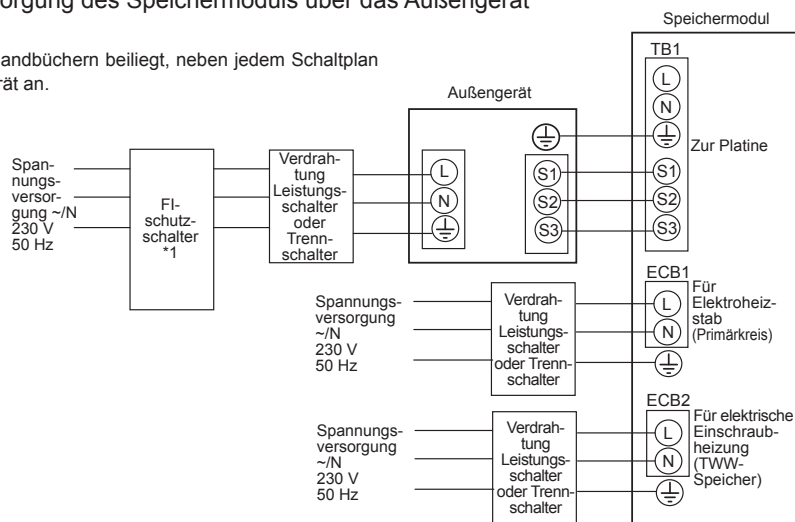 orgung des Speichermoduls über das Außengerät
andbüchern beiliegt, neben jedem Schaltplan
rät an.
Speichermodul
TB1
L
N
Zur Platine
S1
S2
S3
Außengerät
L
N
S1
S2
S3
Span-
nungs-
versor-
gung ~/N
230 V
50 Hz
FI-
schutz-
schalter
*1
Verdrah-
tung
Leistungs-
schalter
oder
Trenn-
schalter
ECB1
L
N
Für
Elektroheiz-
stab
(Primärkreis)
Spannungs-
versorgung
~/N
230 V
50 Hz
Verdrah-
tung
Leistungs-
schalter
oder Trenn-
schalter
ECB2
L
N
Für elektrische
Einschraub-
heizung
(TWW-
Speicher)
Spannungs-
versorgung
~/N
230 V
50 Hz
Verdrah-
tung
Leistungs-
schalter
oder Trenn-
schalter